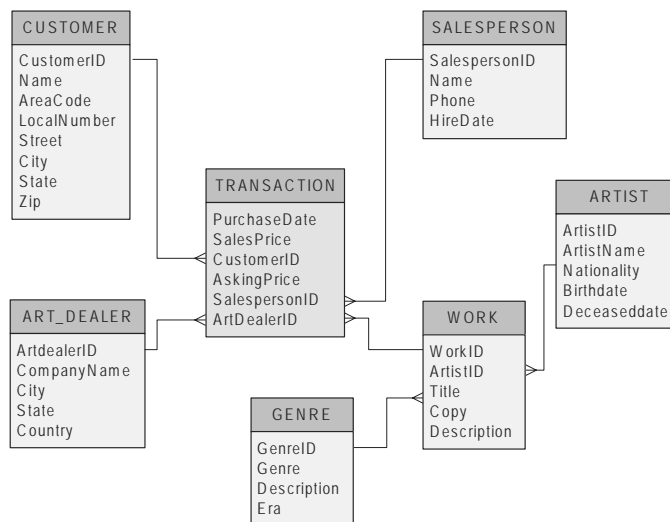 CUSTOMER
CustomerID
Name
AreaCode
LocalNumber
Street
City
State
Zip
SALESPERSON
SalespersonID
Name
Phone
HireDate
TRANSACTION
PurchaseDate
SalesPrice
CustomerID
AskingPrice
SalespersonID
ArtDealerID
ARTIST
ArtistID
ArtistName
Nationality
Birthdate
Deceaseddate
ART_DEALER
ArtdealerID
CompanyName
City
State
Country
WORK
WorkID
ArtistID
Title
Copy
Description
GENRE
GenreID
Genre
Description
Era